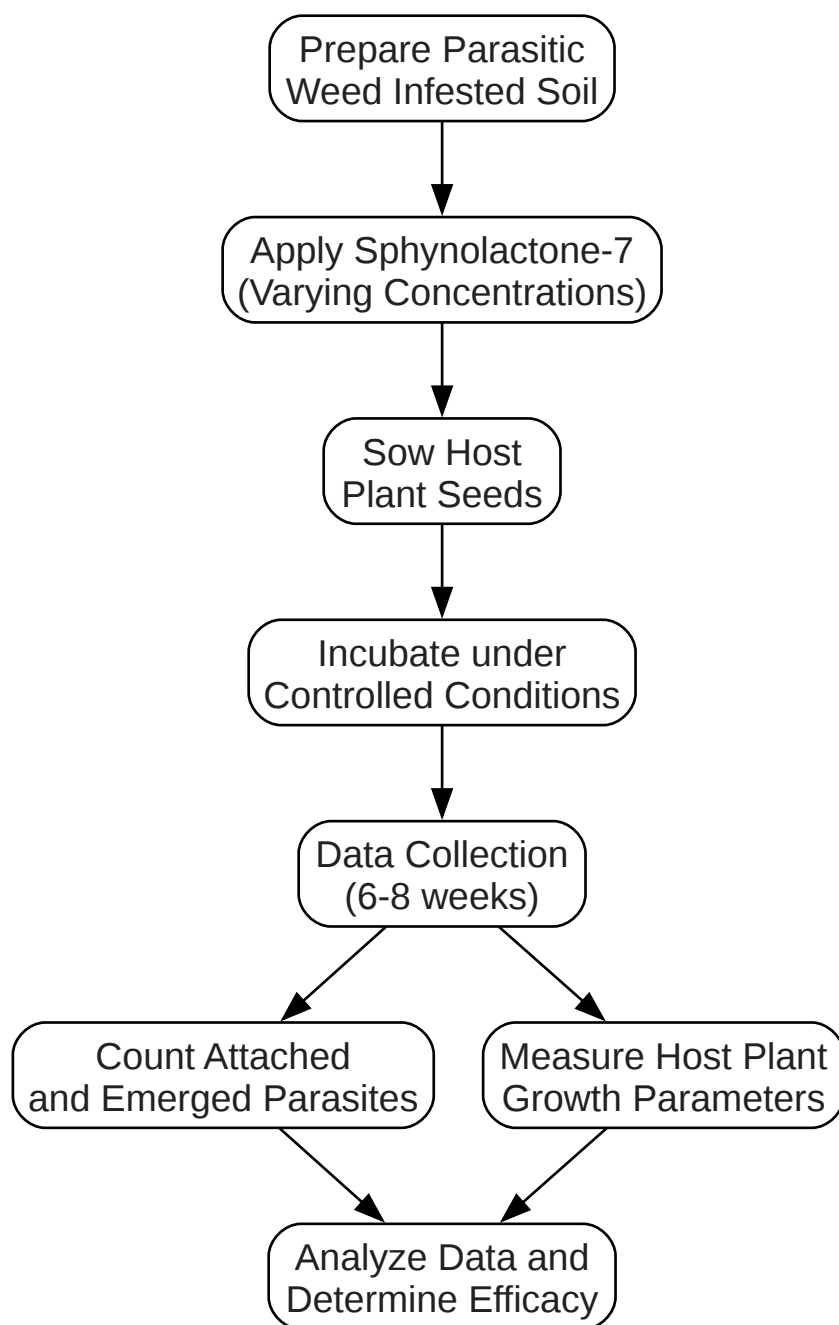 Prepare Parasitic
Weed Infested Soil
Apply Sphynolactone-7
(Varying Concentrations)
Sow Host
Plant Seeds
Incubate under
Controlled Conditions
Data Collection
(6-8 weeks)
Count Attached
and Emerged Parasites
Measure Host Plant
Growth Parameters
Analyze Data and
Determine Efficacy